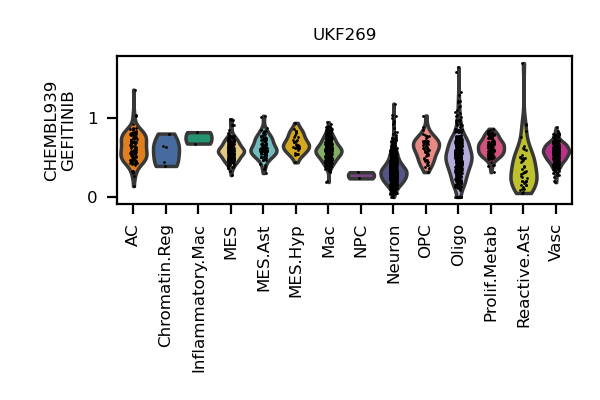 UKF269
CHEMBL939
GEFITINIB
1
0
AC
Chromatin.Reg
Inflammatory.Mac
MES
MES.Ast
MES.Hyp
Mac
NPC
Neuron
OPC
Oligo
Prolif.Metab
Reactive.Ast
Vasc